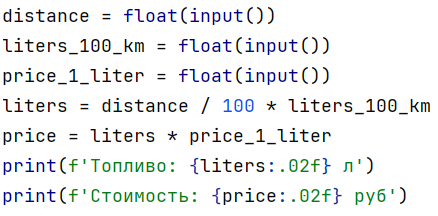 distance = float(input())
liters_100_km = float(input())
price_1_liter = float(input())
liters = distance / 100 * liters_100_km
price = liters * price_1_liter
print(f'Топливо: {liters:.02f} л')
print(f'Стоимость: {price:.02f} руб')